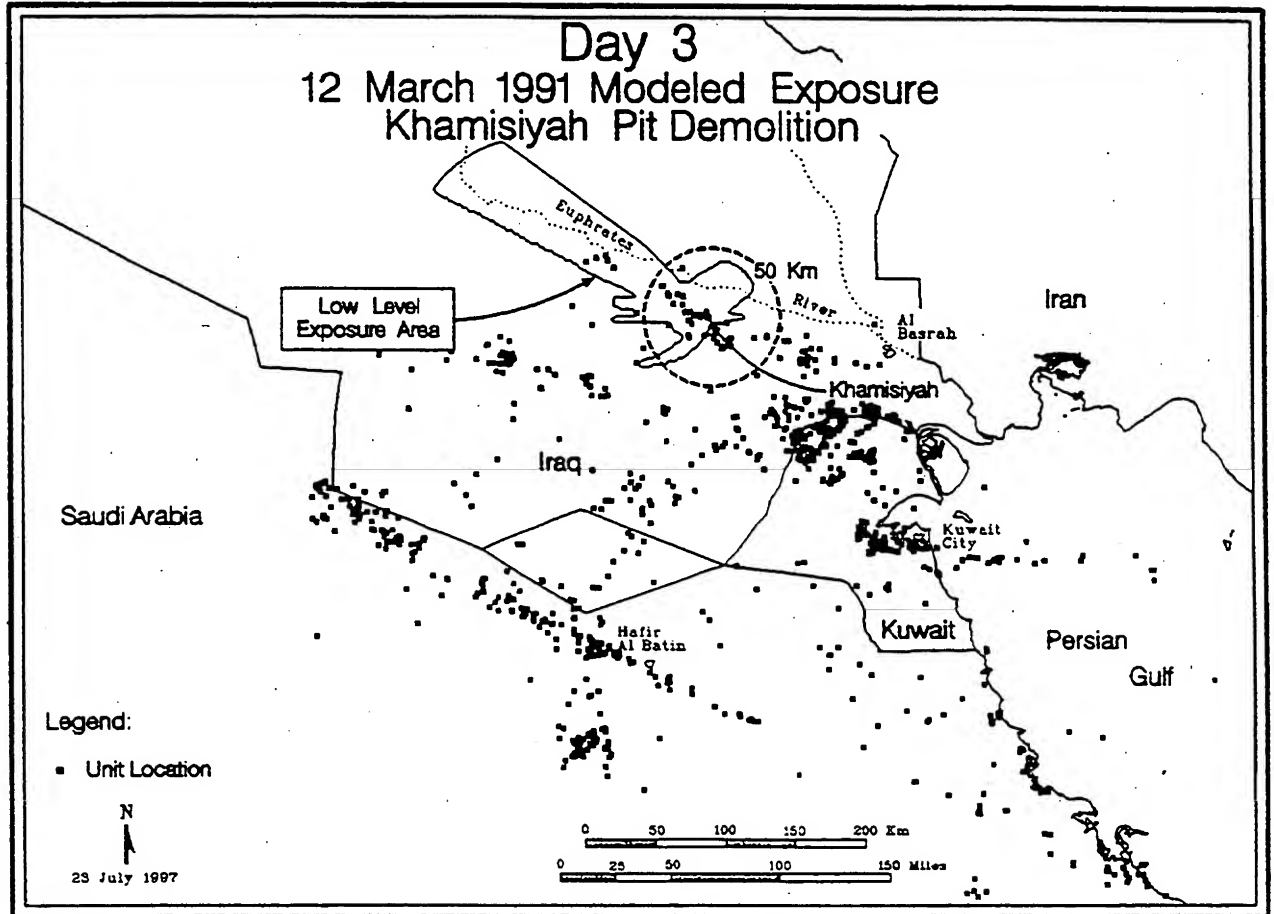 Day 3
12 March 1991 Modeled Exposure
Khamisiyah Pit Demolition
Euphrates
50 Km
River
Low Level
Exposure Area
Al
Basrah
Iran
Khamisiyah
Iraq
Saudi Arabia
Kuwait
City
Hafir
Al Batin
Kuwait
Persian
Gulf
Legend:
Unit Location
N
23 July 1997
0 50 100 150 200 Km
0 25 50 100 150 Miles